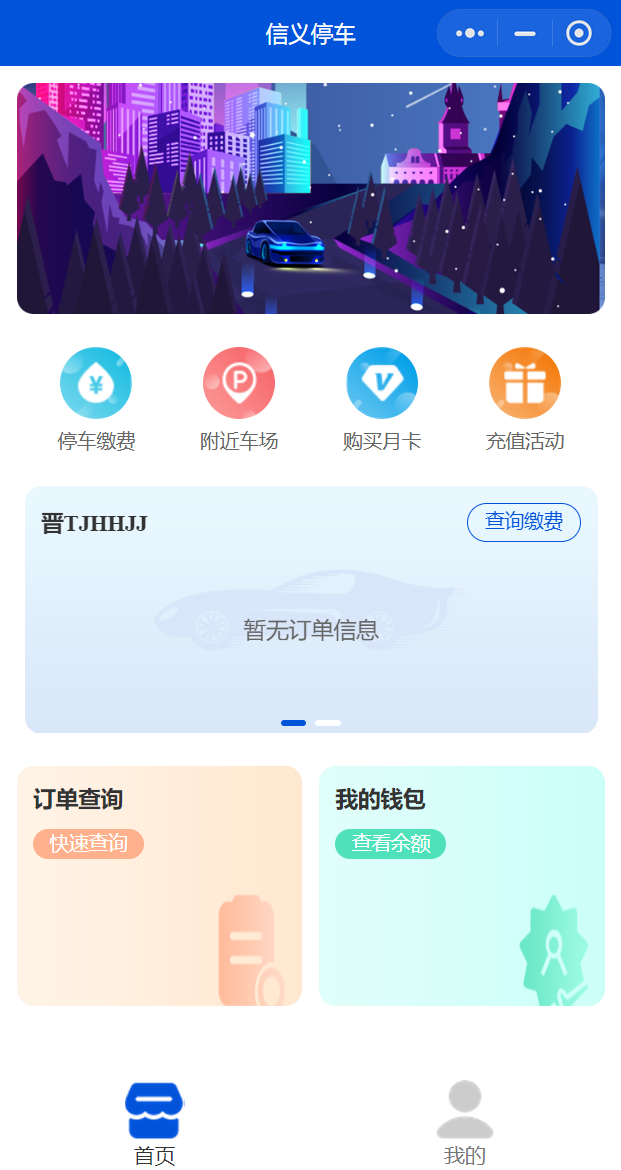 信义停车
停车缴费
附近车场
购买月卡
充值活动
晋TJHHJJ
查询缴费
暂无订单信息
订单查询
快速查询
我的钱包
查看余额
首页
我的